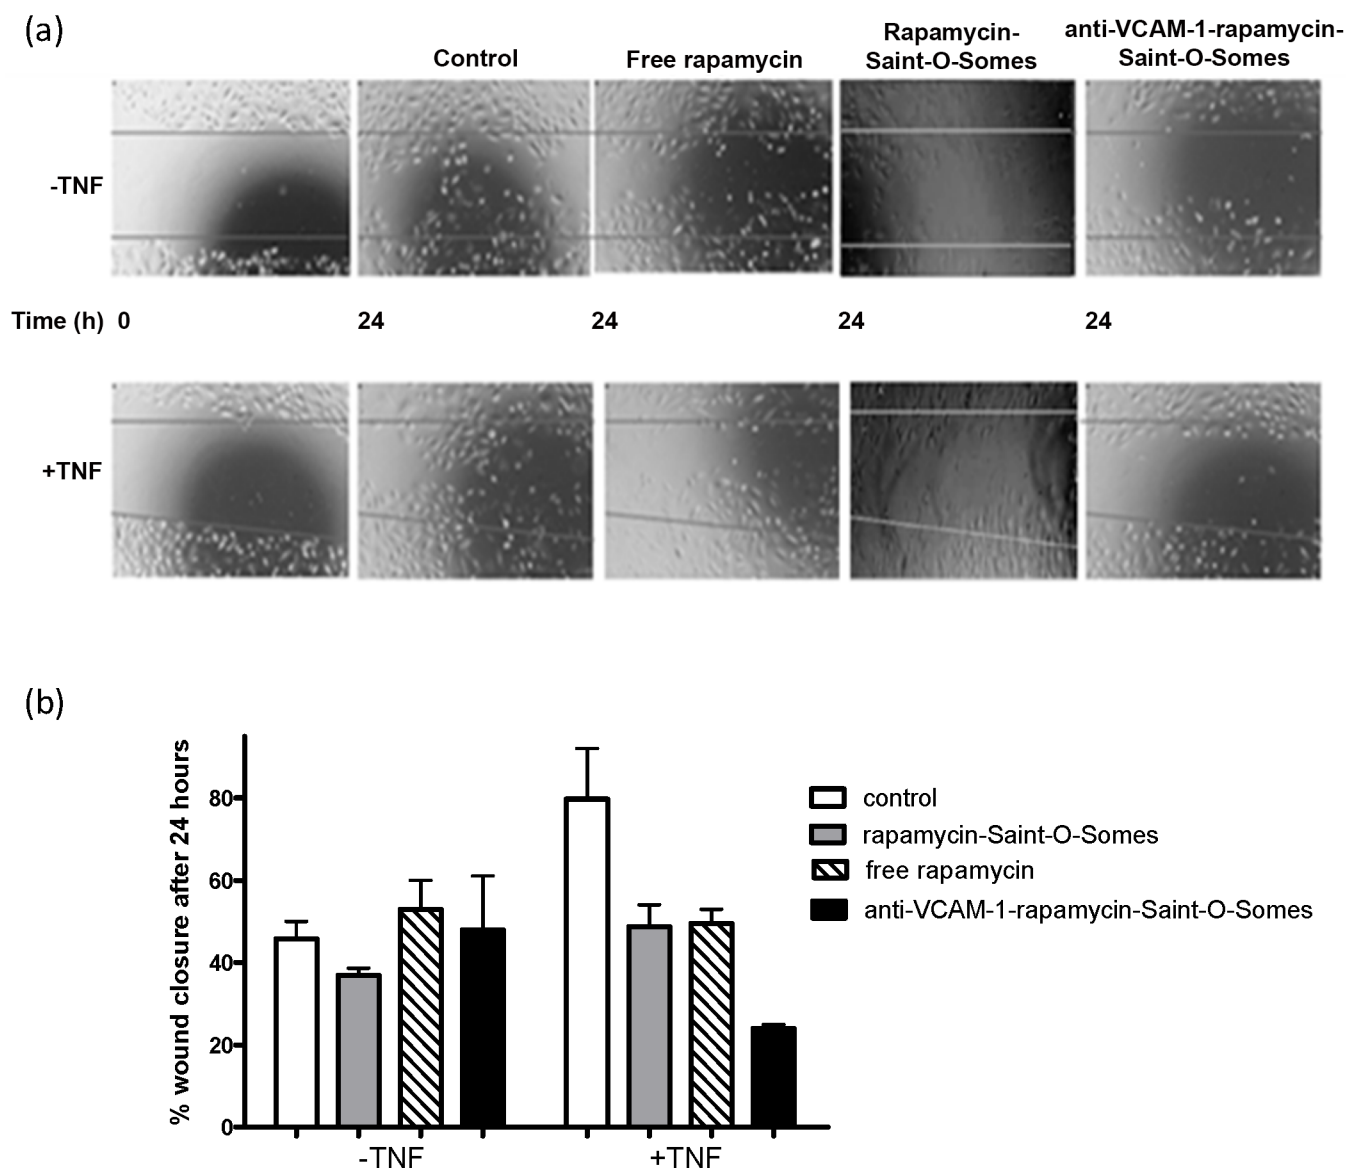 (a)
Control
Free rapamycin
Rapamycin-
Saint-O-Somes
anti-VCAM-1-rapamycin-
Saint-O-Somes
-TNF
Time (h) 0 24 24 24 24
+TNF
(b)
% wound closure after 24 hours
80
60
40
20
0
-TNF
+TNF
control
rapamycin-Saint-O-Somes
free rapamycin
anti-VCAM-1-rapamycin-Saint-O-Somes